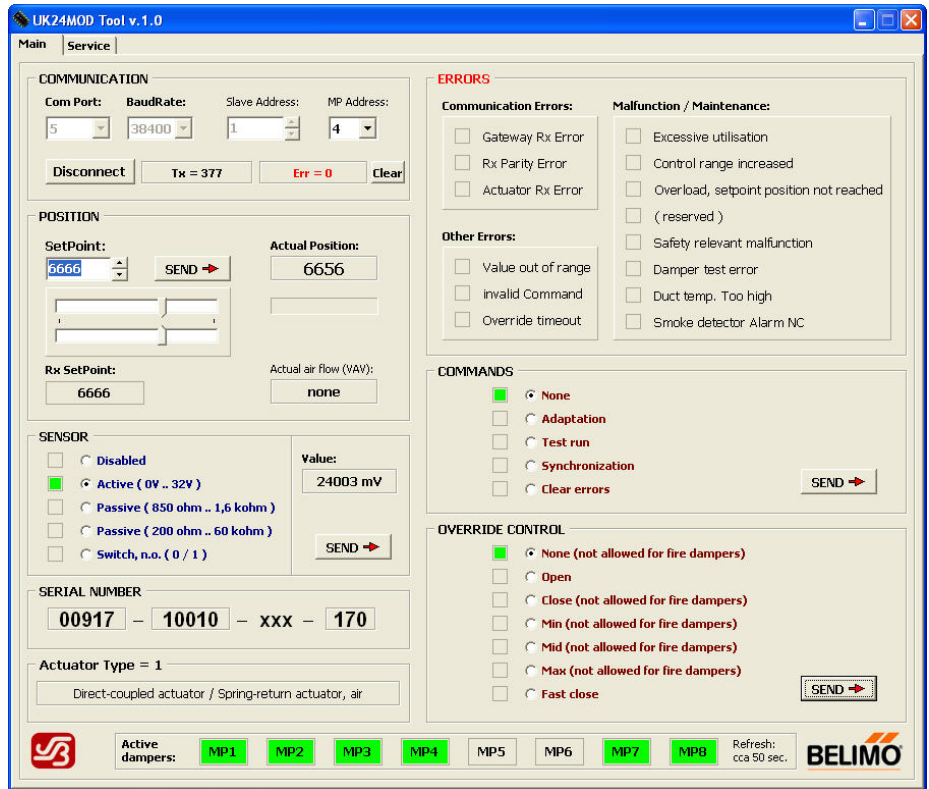 UK24MOD Tool v.1.0
Main Service
COMMUNICATION
Com Port: BaudRate: Slave Address: MP Address:
5 38400 1 4
Disconnect Tx = 377 Err = 0 Clear
POSITION
SetPoint: Actual Position:
6666 SEND 6656
Rx SetPoint: Actual air flow (VAV):
6666 none
SENSOR
Disabled Value:
Active ( 0V .. 32V ) 24003 mV
Passive ( 850 ohm .. 1,6 kohm )
Passive ( 200 ohm .. 60 kohm )
Switch, n.o. ( 0 / 1 ) SEND
SERIAL NUMBER
00917 – 10010 – xxx – 170
Actuator Type = 1
Direct-coupled actuator / Spring-return actuator, air
ERRORS
Communication Errors:
Gateway Rx Error
Rx Parity Error
Actuator Rx Error
Other Errors:
Value out of range
invalid Command
Override timeout
Malfunction / Maintenance:
Excessive utilisation
Control range increased
Overload, setpoint position not reached
( reserved )
Safety relevant malfunction
Damper test error
Duct temp. Too high
Smoke detector Alarm NC
COMMANDS
None
Adaptation
Test run
Synchronization
Clear errors SEND
OVERRIDE CONTROL
None (not allowed for fire dampers)
Open
Close (not allowed for fire dampers)
Min (not allowed for fire dampers)
Mid (not allowed for fire dampers)
Max (not allowed for fire dampers)
Fast close SEND
Active
dampers: MP1 MP2 MP3 MP4 MP5 MP6 MP7 MP8
Refresh:
cca 50 sec.
BELIMO